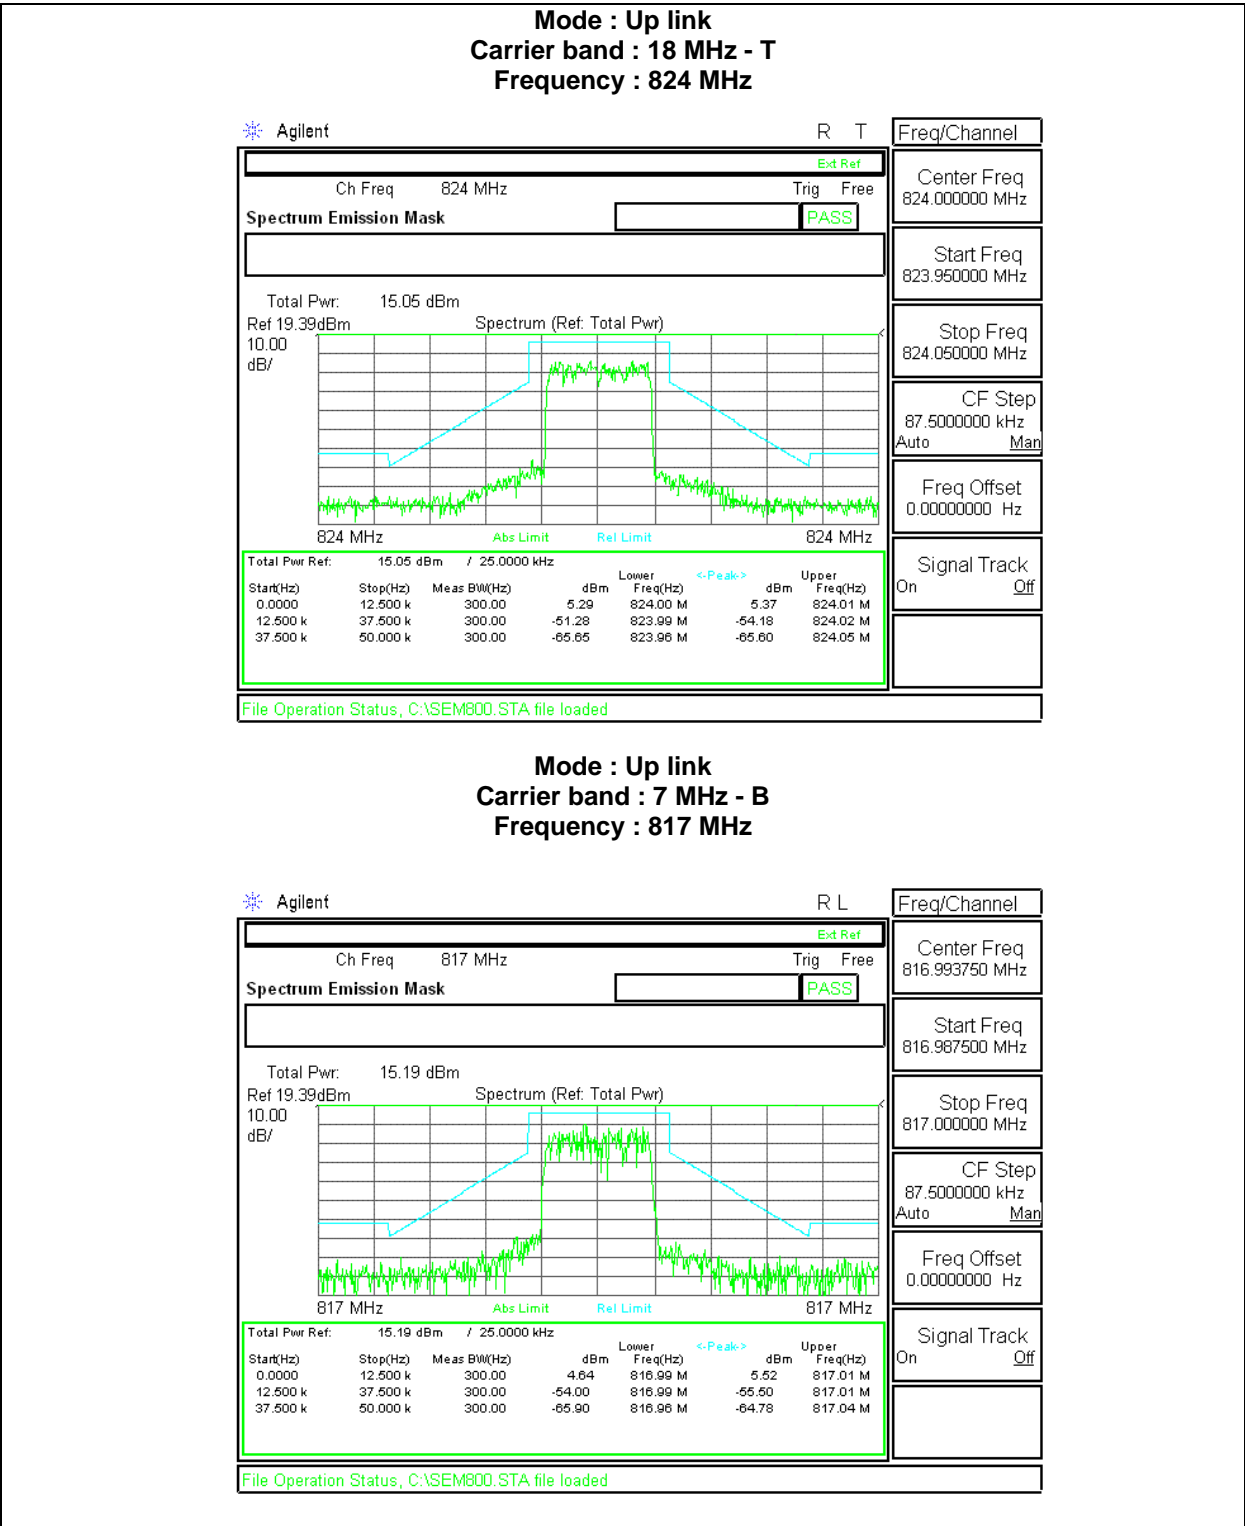 Mode : Up link
Carrier band : 18 MHz - T
Frequency : 824 MHz
Agilent R T Freq/Channel
Ext Ref
Ch Freq 824 MHz Trig Free
Spectrum Emission Mask PASS
Center Freq
824.000000 MHz
Start Freq
823.950000 MHz
Total Pwr: 15.05 dBm
Ref 19.39dBm Spectrum (Ref: Total Pwr)
10.00
dB/
Stop Freq
824.050000 MHz
CF Step
87.5000000 kHz
Auto Man
Freq Offset
0.00000000 Hz
824 MHz Abs Limit Rel Limit 824 MHz
Signal Track
On Off
Total Pwr Ref: 15.05 dBm / 25.0000 kHz
Lower <-Peak-> Upper
Start(Hz) Stop(Hz) Meas BW(Hz) dBm Freq(Hz) dBm Freq(Hz)
0.0000 12.500 k 300.00 5.29 824.00 M 5.37 824.01 M
12.500 k 37.500 k 300.00 -51.28 823.99 M -54.18 824.02 M
37.500 k 50.000 k 300.00 -65.65 823.96 M -65.60 824.05 M
File Operation Status, C:\SEM800.STA file loaded
Mode : Up link
Carrier band : 7 MHz - B
Frequency : 817 MHz
Agilent R L Freq/Channel
Ext Ref
Ch Freq 817 MHz Trig Free
Spectrum Emission Mask PASS
Center Freq
816.993750 MHz
Start Freq
816.987500 MHz
Total Pwr: 15.19 dBm
Ref 19.39dBm Spectrum (Ref: Total Pwr)
10.00
dB/
Stop Freq
817.000000 MHz
CF Step
87.5000000 kHz
Auto Man
Freq Offset
0.00000000 Hz
817 MHz Abs Limit Rel Limit 817 MHz
Signal Track
On Off
Total Pwr Ref: 15.19 dBm / 25.0000 kHz
Lower <-Peak-> Upper
Start(Hz) Stop(Hz) Meas BW(Hz) dBm Freq(Hz) dBm Freq(Hz)
0.0000 12.500 k 300.00 4.64 816.99 M 5.52 817.01 M
12.500 k 37.500 k 300.00 -54.00 816.99 M -55.50 817.01 M
37.500 k 50.000 k 300.00 -65.90 816.96 M -64.78 817.04 M
File Operation Status, C:\SEM800.STA file loaded